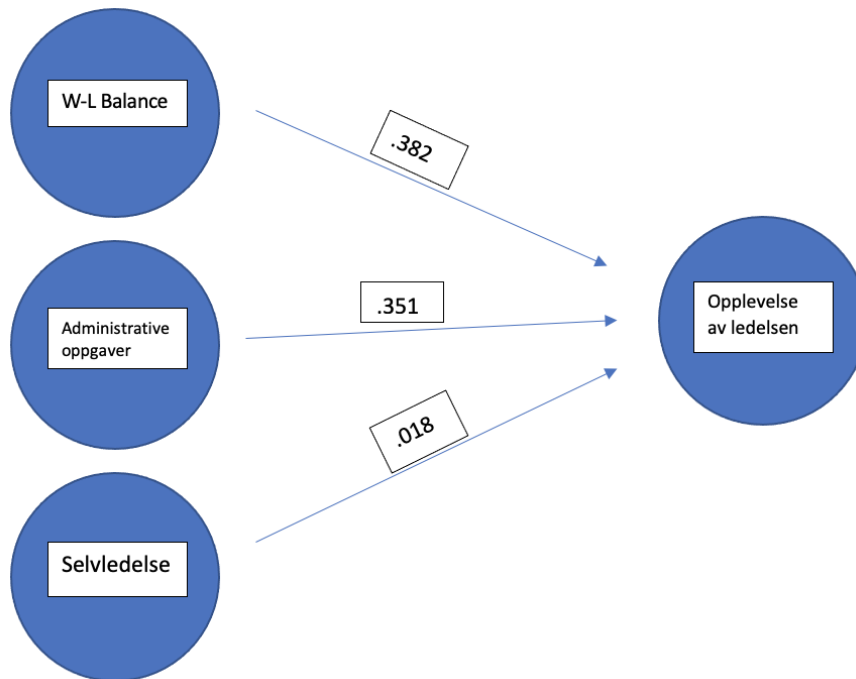 W-L Balance
.382
Administrative
oppgaver
.351
Opplevelse
av ledelsen
.018
Selvledelse